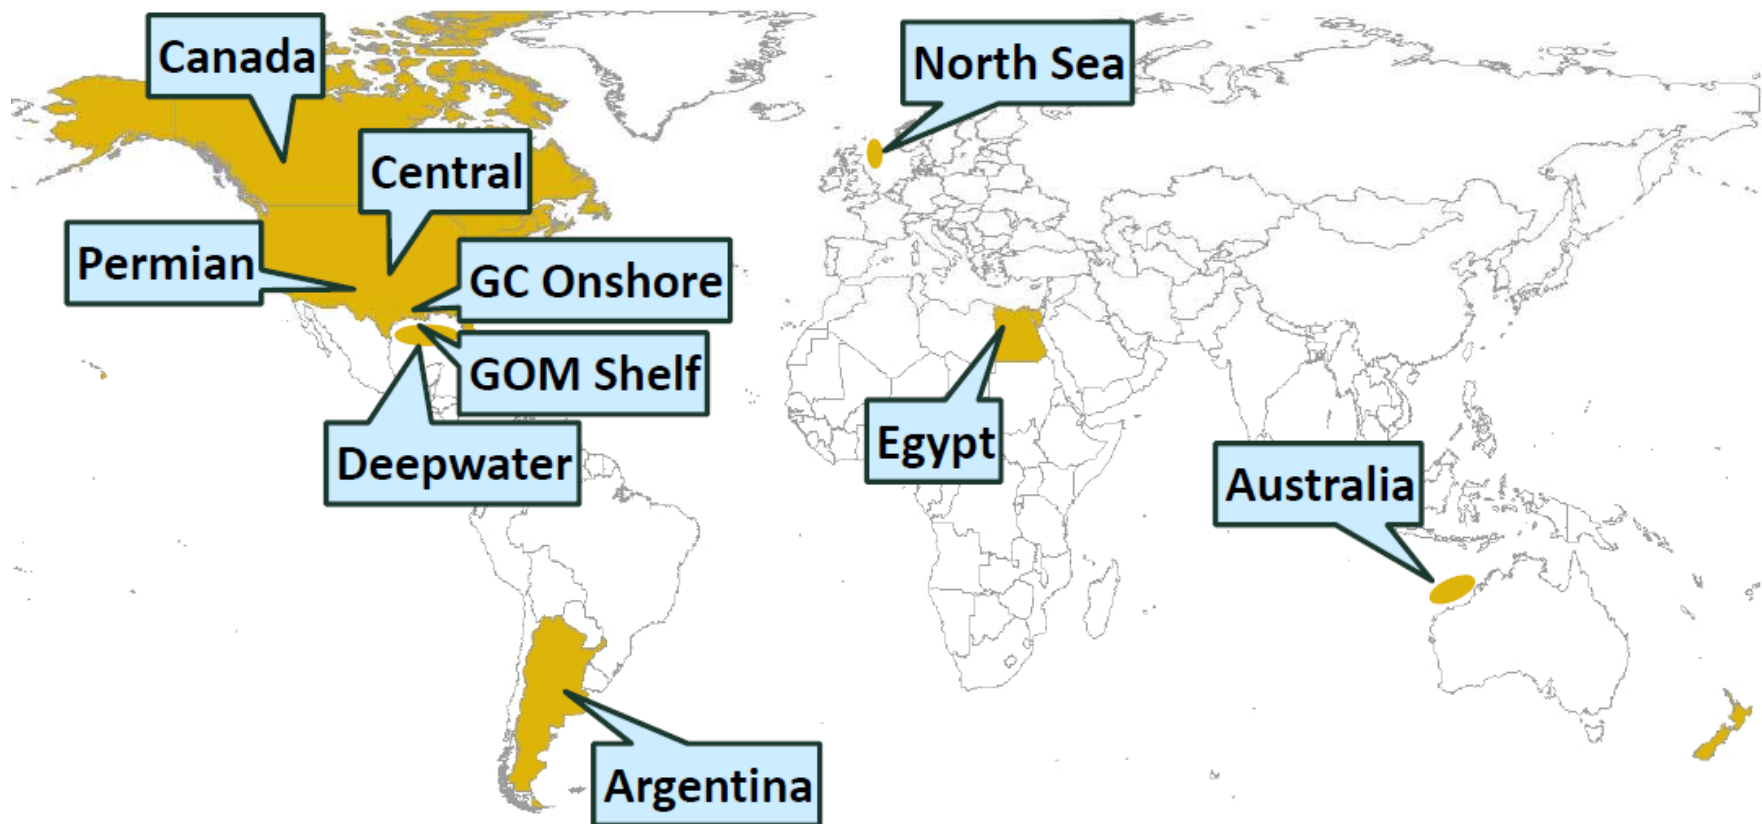 Canada
North Sea
Central
Permian
GC Onshore
GOM Shelf
Deepwater
Egypt
Australia
Argentina